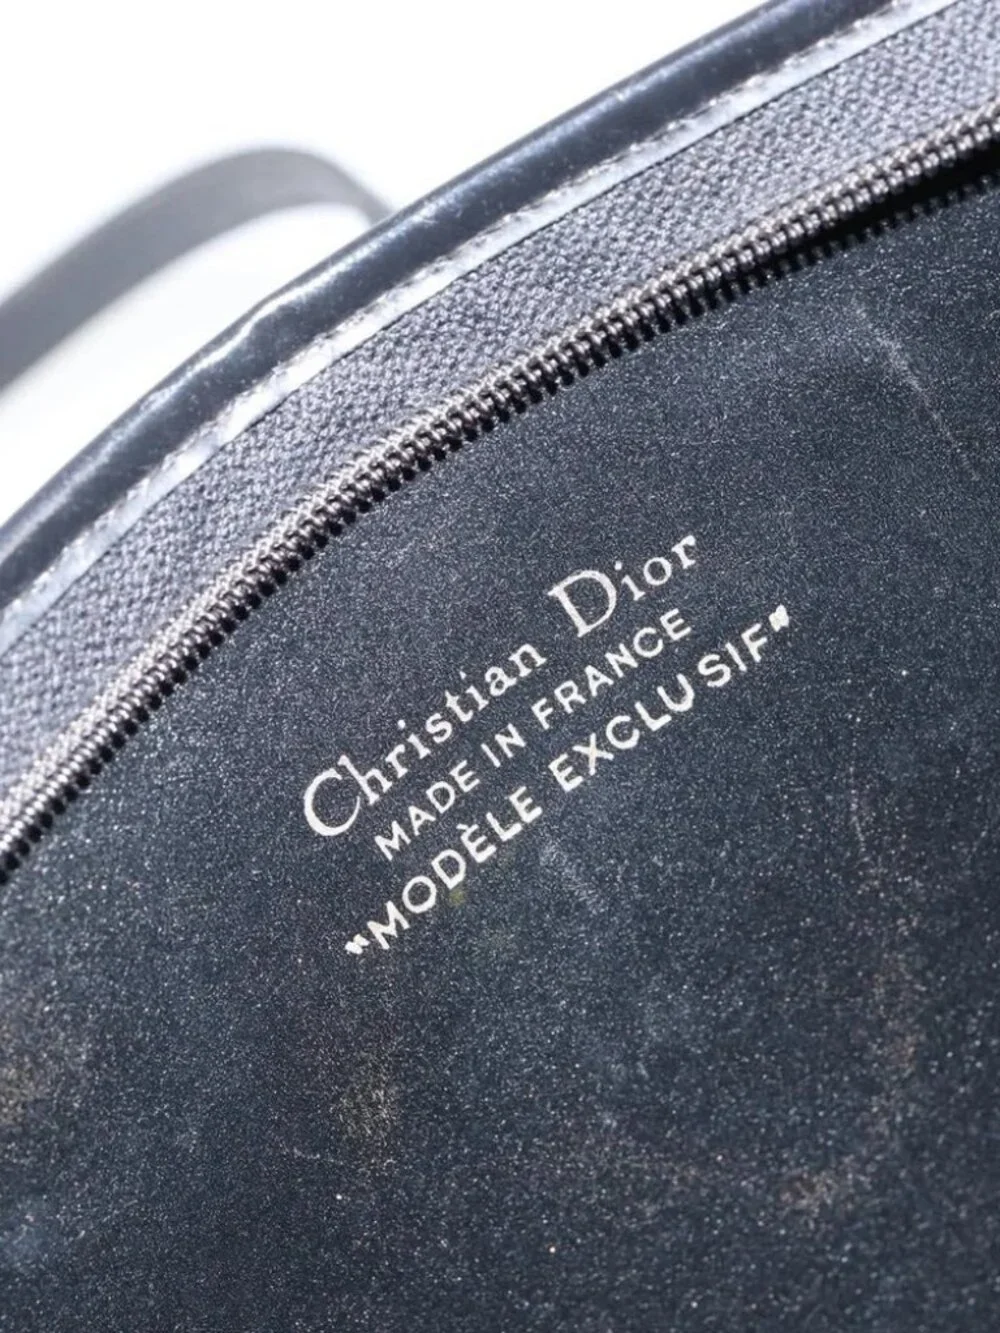 Christian Dior
MADE IN FRANCE
"MODÈLE EXCLUSIF"